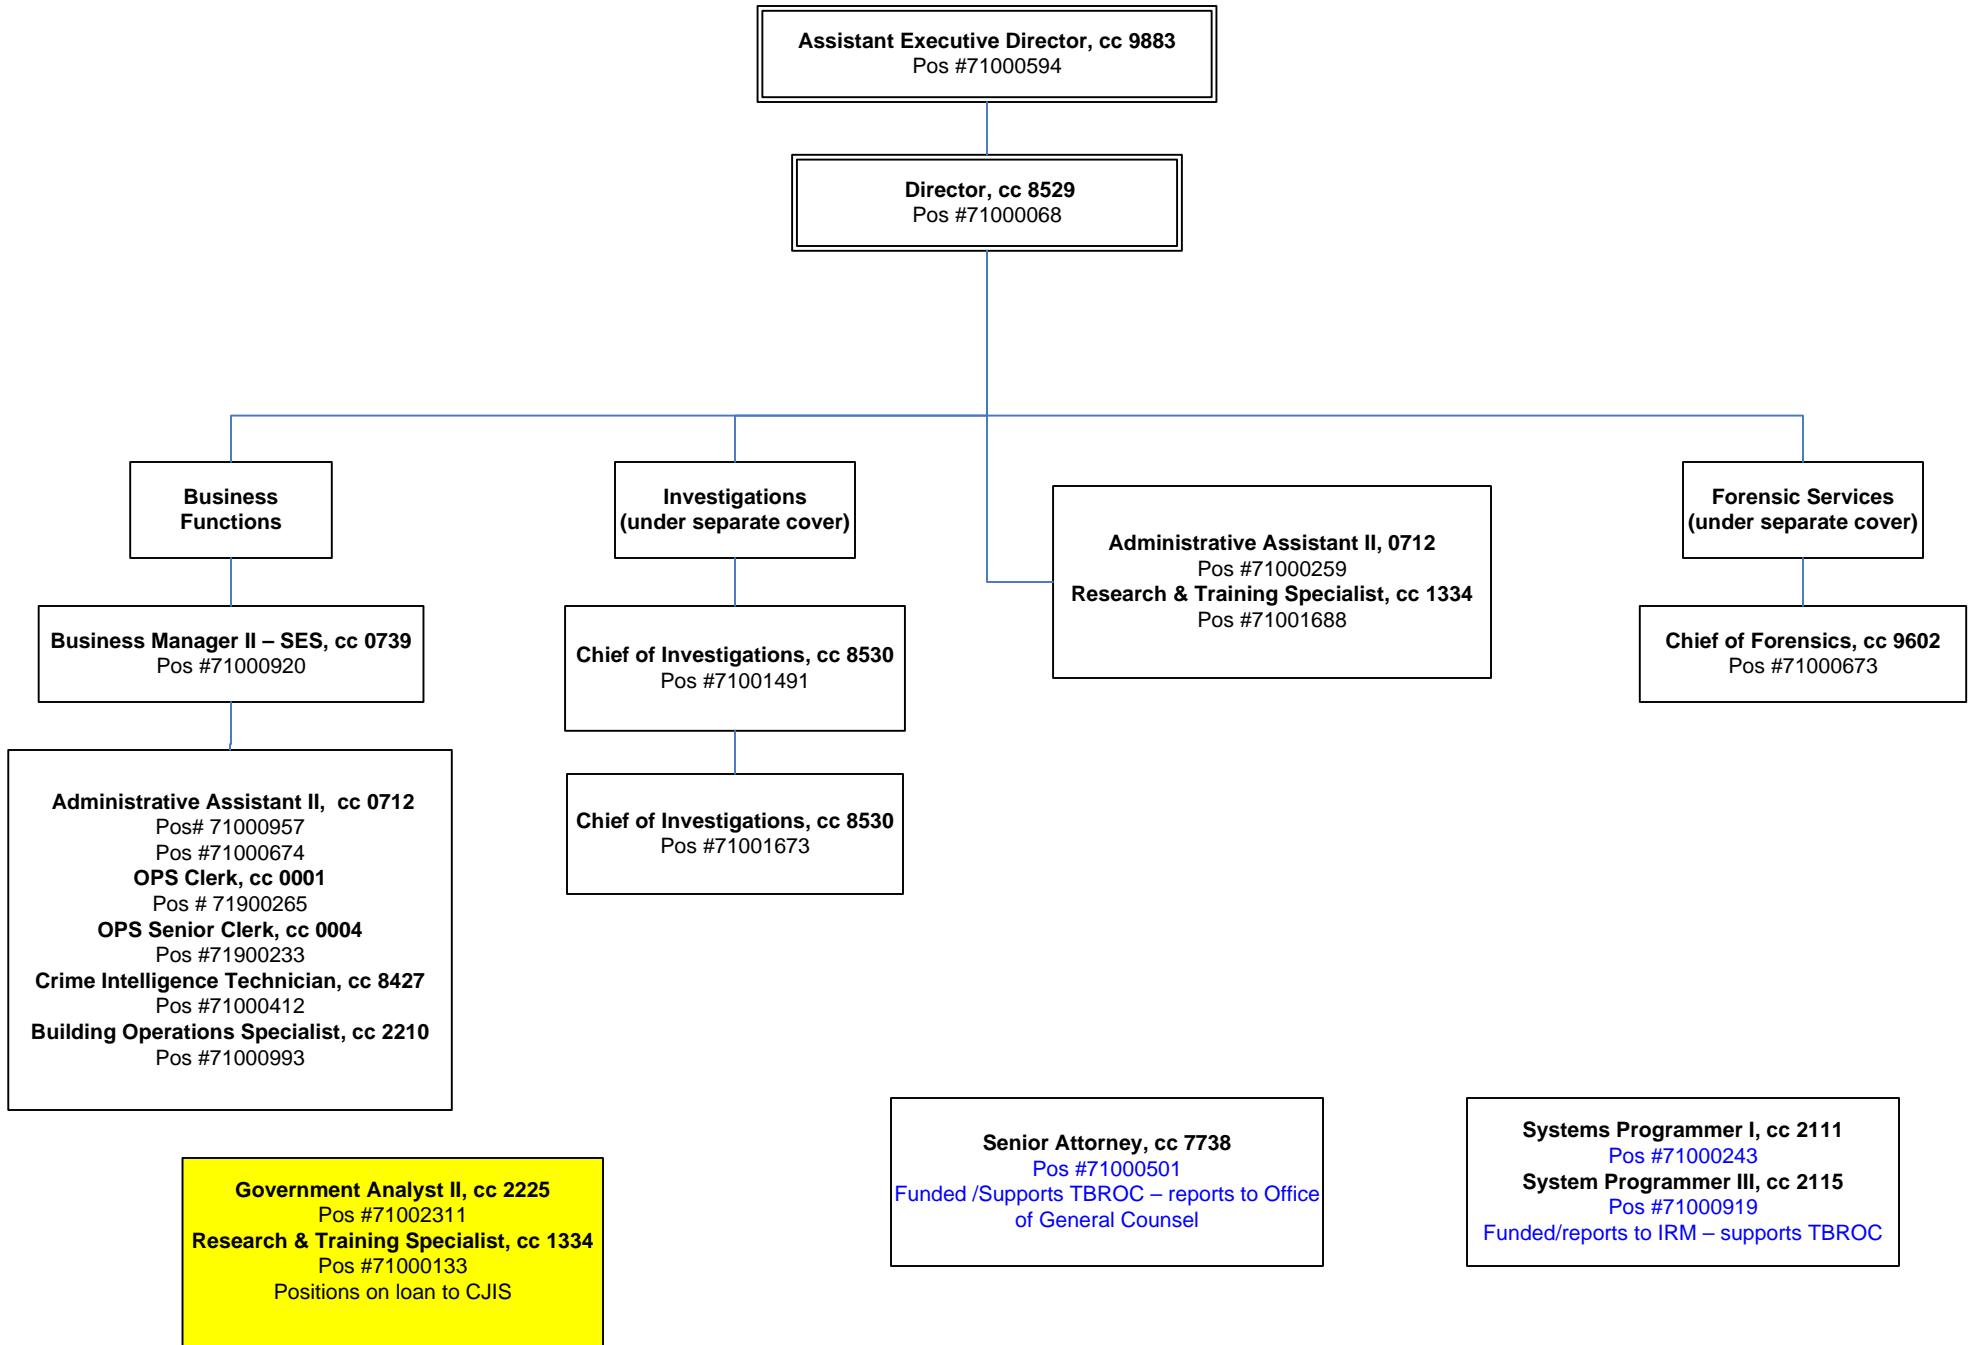 Assistant Executive Director, cc 9883
Pos #71000594
Director, cc 8529
Pos #71000068
Business
Functions
Investigations
(under separate cover)
Administrative Assistant II, 0712
Pos #71000259
Research & Training Specialist, cc 1334
Pos #71001688
Forensic Services
(under separate cover)
Business Manager II – SES, cc 0739
Pos #71000920
Chief of Investigations, cc 8530
Pos #71001491
Chief of Forensics, cc 9602
Pos #71000673
Administrative Assistant II,  cc 0712
Pos# 71000957
Pos #71000674
OPS Clerk, cc 0001
Pos # 71900265
OPS Senior Clerk, cc 0004
Pos #71900233
Crime Intelligence Technician, cc 8427
Pos #71000412
Building Operations Specialist, cc 2210
Pos #71000993
Chief of Investigations, cc 8530
Pos #71001673
Government Analyst II, cc 2225
Pos #71002311
Research & Training Specialist, cc 1334
Pos #71000133
Positions on loan to CJIS
Senior Attorney, cc 7738
Pos #71000501
Funded /Supports TBROC – reports to Office
of General Counsel
Systems Programmer I, cc 2111
Pos #71000243
System Programmer III, cc 2115
Pos #71000919
Funded/reports to IRM – supports TBROC